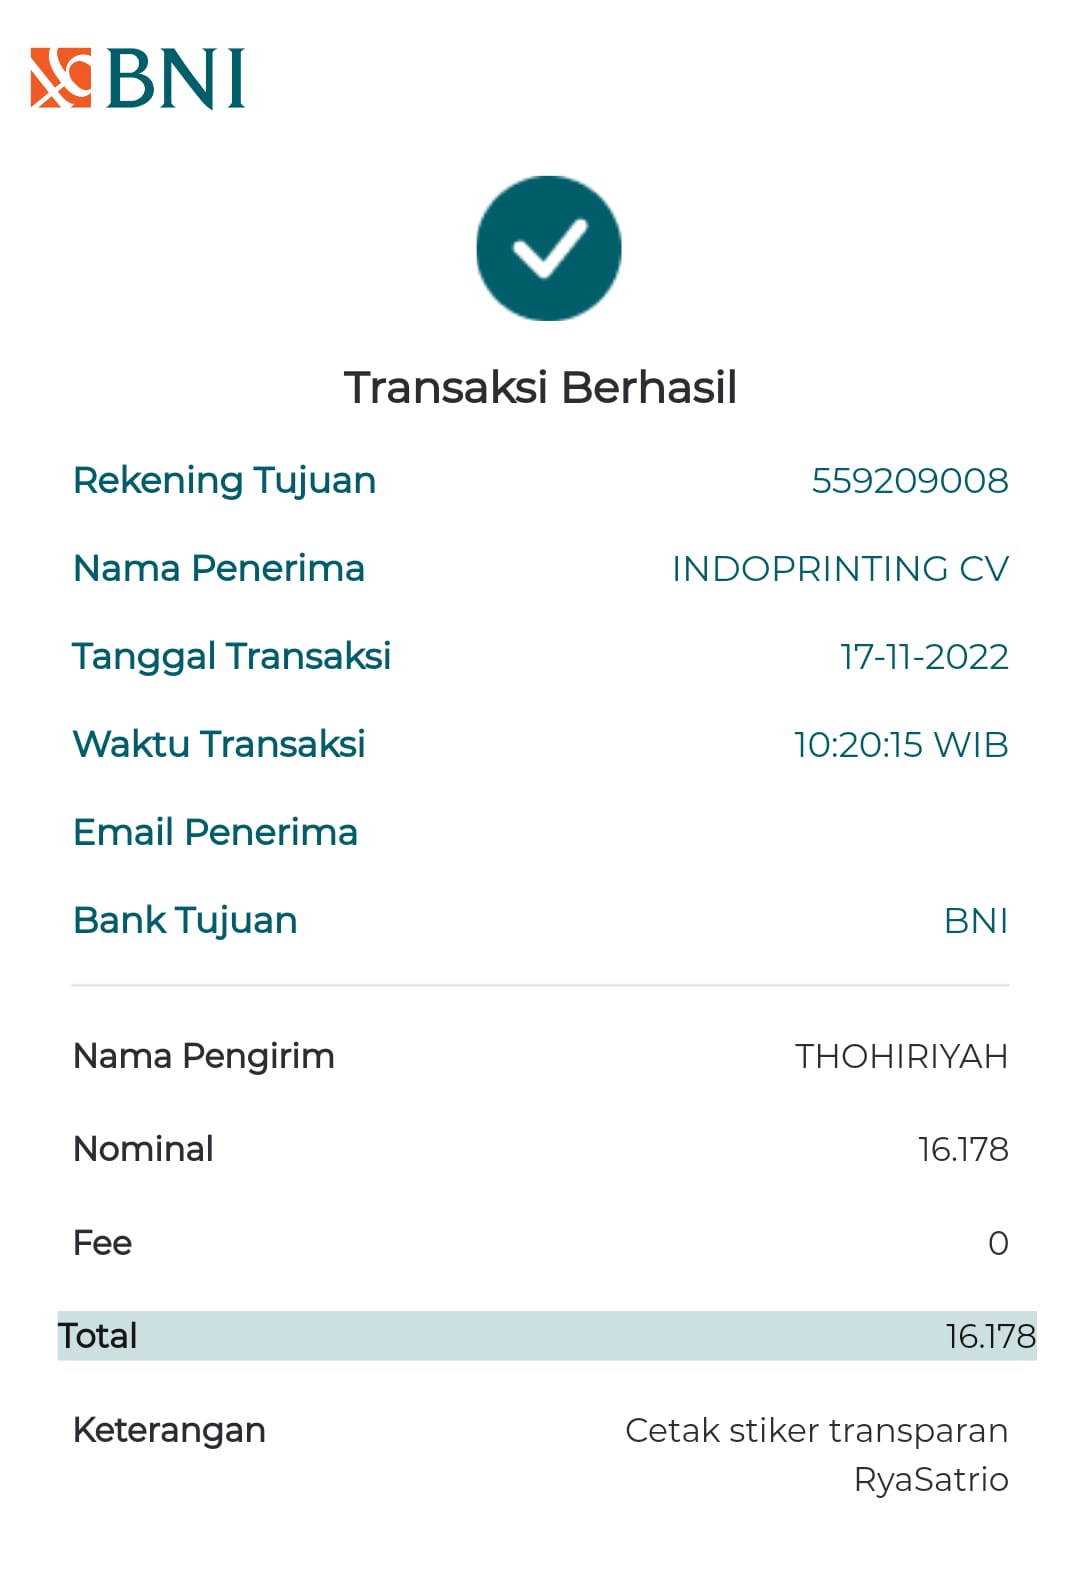 BNI
Transaksi Berhasil
Rekening Tujuan 559209008
Nama Penerima INDOPRINTING CV
Tanggal Transaksi 17-11-2022
Waktu Transaksi 10:20:15 WIB
Email Penerima
Bank Tujuan BNI
Nama Pengirim THOHIRIYAH
Nominal 16.178
Fee 0
Total 16.178
Keterangan Cetak stiker transparan
RyaSatrio